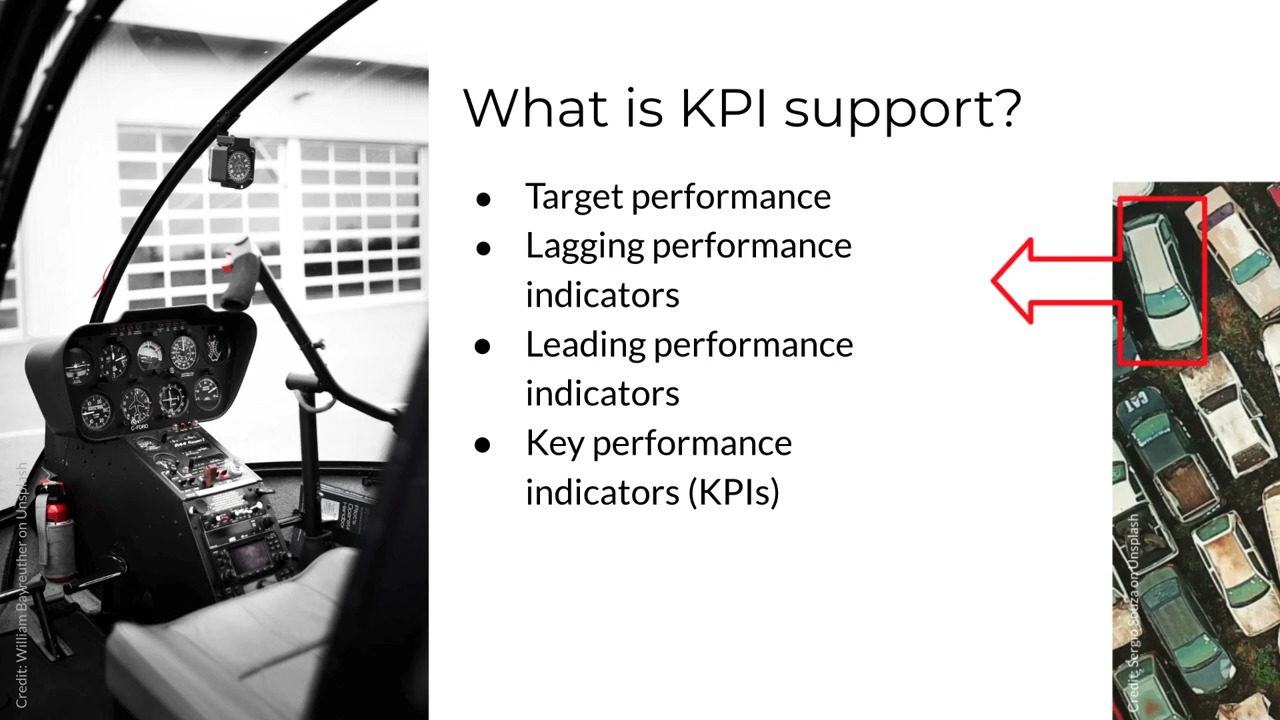 What is KPI support?
● Target performance
● Lagging performance
indicators
● Leading performance
indicators
● Key performance
indicators (KPIs)
Credit: William Bayreuther on Unsplash
Credit: Sergio Souza on Unsplash
CAT